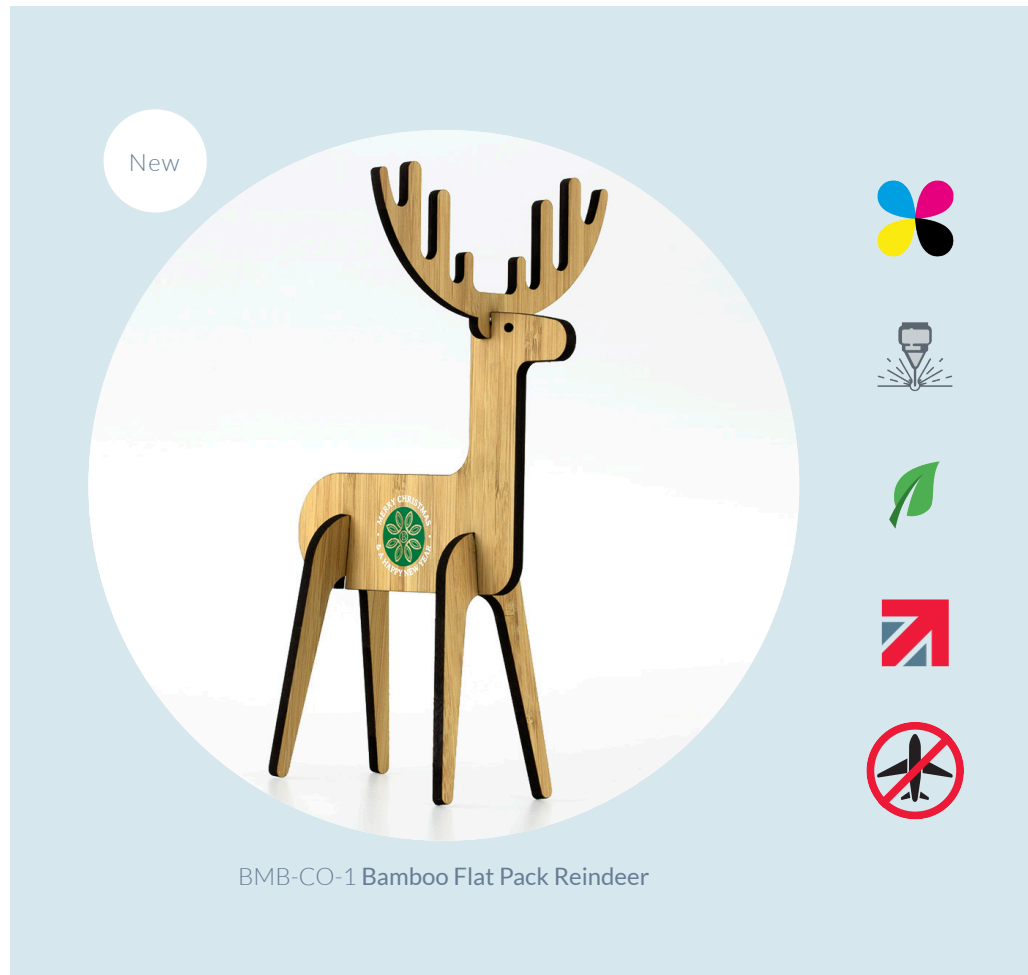 New
MERRY CHRISTMAS
& A HAPPY NEW YEAR
B
BMB-CO-1 Bamboo Flat Pack Reindeer